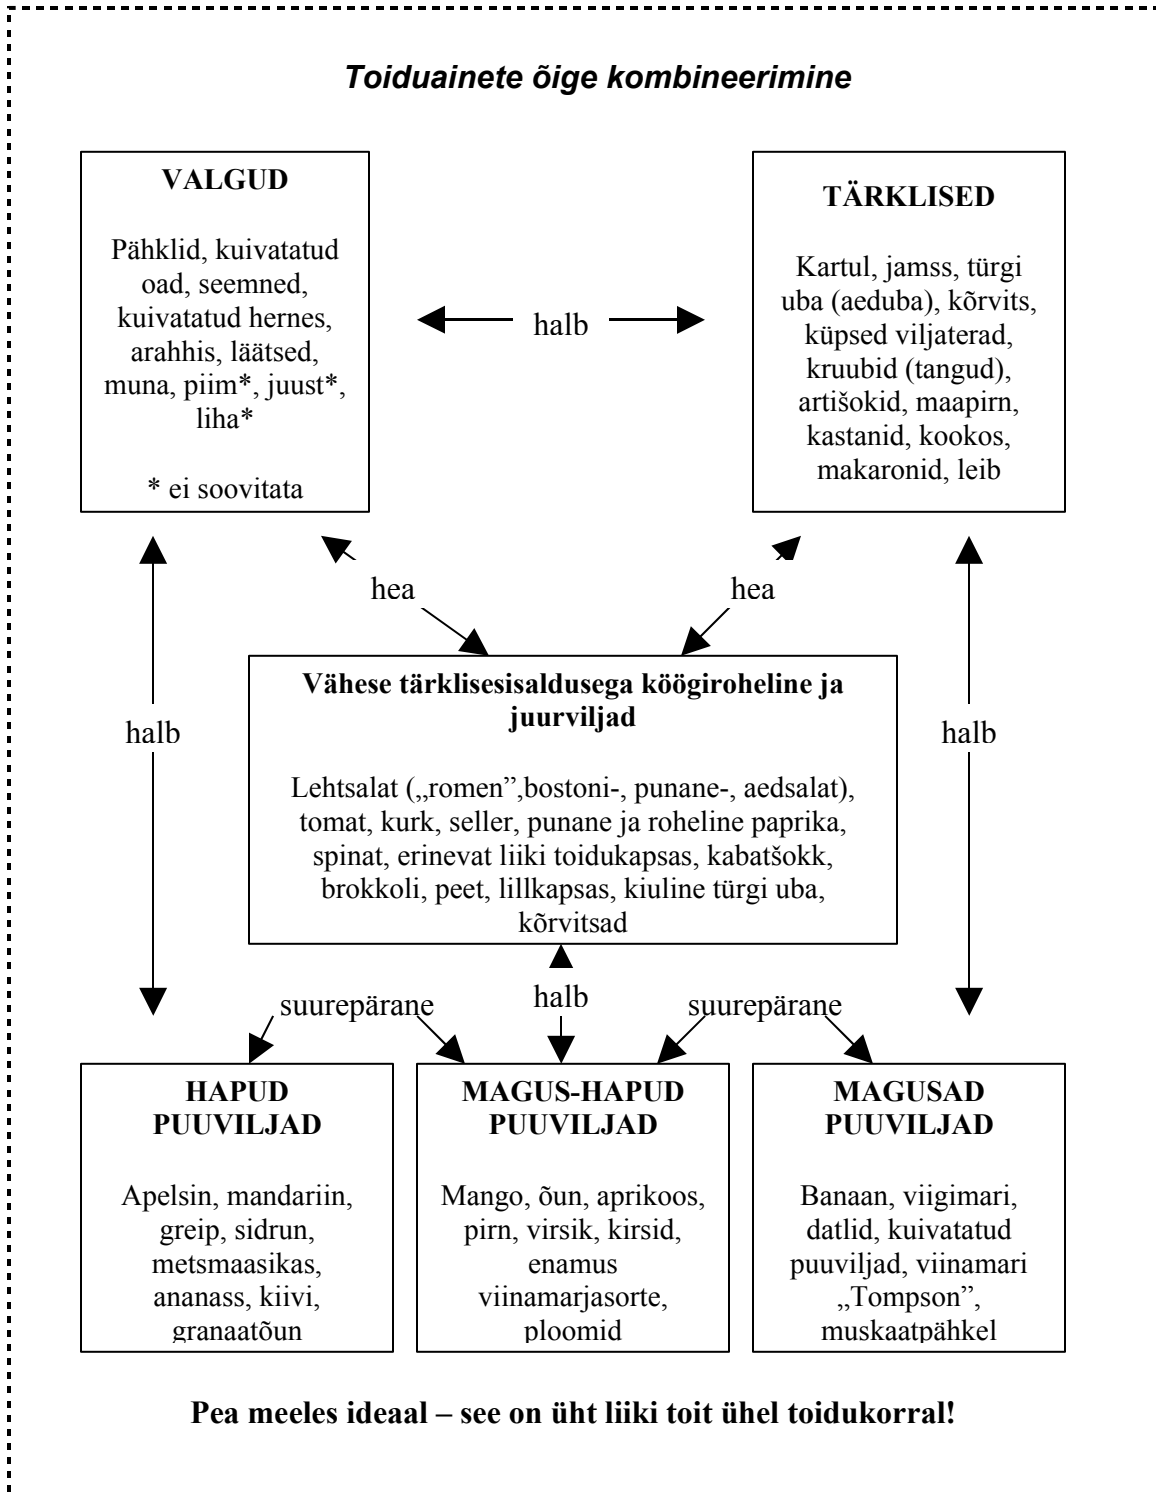 Toiduainete õige kombineerimine
VALGUD
Pähklid, kuivatatud
oad, seemned,
kuivatatud hernes,
arahhis, läätsed,
muna, piim*, juust*,
liha*
* ei soovitata
halb
TÄRKLISED
Kartul, jamss, türgi
uba (aeduba), kõrvits,
küpsed viljaterad,
kruubid (tangud),
artišokid, maapirn,
kastanid, kookos,
makaronid, leib
hea
hea
halb
Vähese tärklisesisaldusega köögiroheline ja
juurviljad
Lehtsalat („romen”,bostoni-, punane-, aedsalat),
tomat, kurk, seller, punane ja roheline paprika,
spinat, erinevat liiki toidukapsas, kabatšokk,
brokkoli, peet, lillkapsas, kiuline türgi uba,
kõrvitsad
halb
suurepärane
halb
suurepärane
HAPUD
PUUVILJAD
Apelsin, mandariin,
greip, sidrun,
metsmaasikas,
ananass, kiivi,
granaatõun
MAGUS-HAPUD
PUUVILJAD
Mango, õun, aprikoos,
pirn, virsik, kirsid,
enamus
viinamarjasorte,
ploomid
MAGUSAD
PUUVILJAD
Banaan, viigimari,
datlid, kuivatatud
puuviljad, viinamari
„Tompson”,
muskaatpähkel
Pea meeles ideaal – see on üht liiki toit ühel toidukorral!